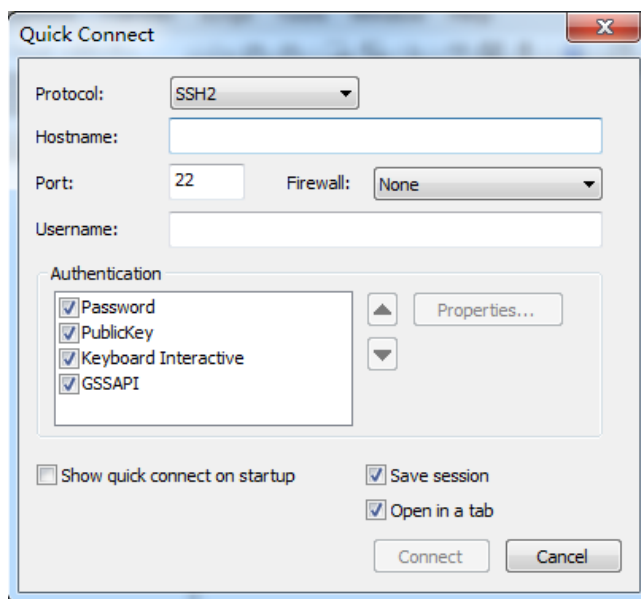 Quick Connect
Protocol: SSH2
Hostname:
Port: 22 Firewall: None
Username:
Authentication
Password
PublicKey
Keyboard Interactive
GSSAPI
Properties...
Show quick connect on startup
Save session
Open in a tab
Connect Cancel